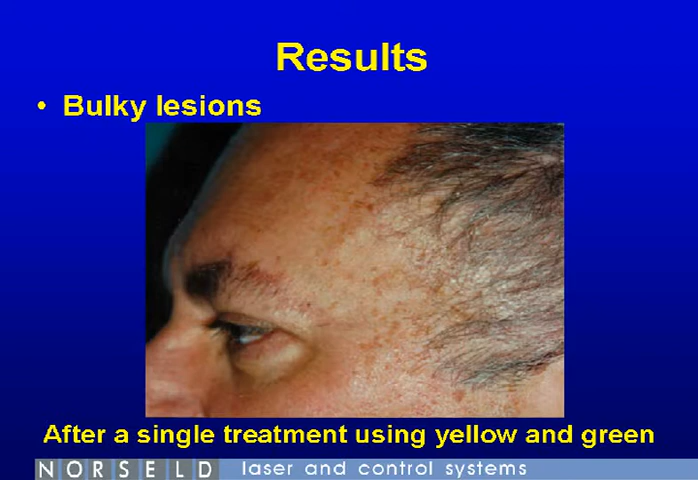 Results
• Bulky lesions
After a single treatment using yellow and green
NORSELD laser and control systems